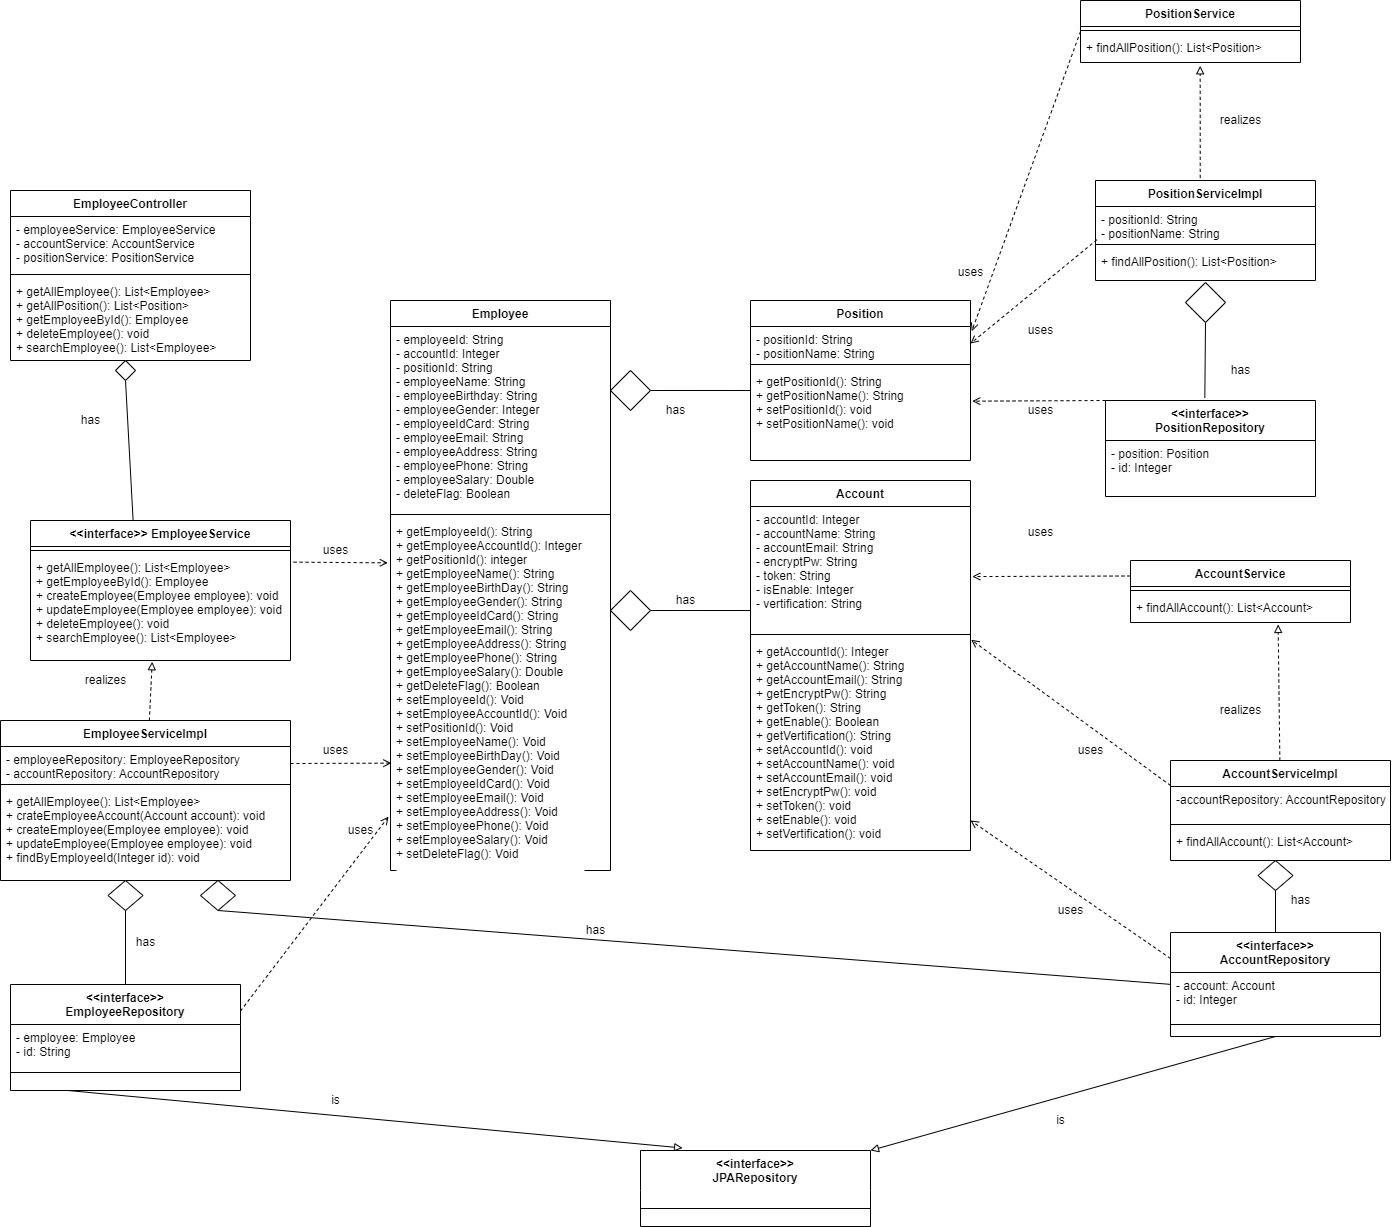 PositionService
+ findAllPosition(): List<Position>
realizes
PositionServiceImpl
- positionId: String
- positionName: String
+ findAllPosition(): List<Position>
uses
uses
has
uses
<<interface>>
PositionRepository
- position: Position
- id: Integer
EmployeeController
- employeeService: EmployeeService
- accountService: AccountService
- positionService: PositionService
+ getAllEmployee(): List<Employee>
+ getAllPosition(): List<Position>
+ getEmployeeById(): Employee
+ deleteEmployee(): void
+ searchEmployee(): List<Employee>
has
<<interface>> EmployeeService
+ getAllEmployee(): List<Employee>
+ getEmployeeById(): Employee
+ createEmployee(Employee employee): void
+ updateEmployee(Employee employee): void
+ deleteEmployee(): void
+ searchEmployee(): List<Employee>
uses
realizes
EmployeeServiceImpl
- employeeRepository: EmployeeRepository
- accountRepository: AccountRepository
+ getAllEmployee(): List<Employee>
+ crateEmployeeAccount(Account account): void
+ createEmployee(Employee employee): void
+ updateEmployee(Employee employee): void
+ findByEmployeeId(Integer id): void
uses
uses
has
has
<<interface>>
EmployeeRepository
- employee: Employee
- id: String
Employee
- employeeId: String
- accountId: Integer
- positionId: String
- employeeName: String
- employeeBirthday: String
- employeeGender: Integer
- employeeIdCard: String
- employeeEmail: String
- employeeAddress: String
- employeePhone: String
- employeeSalary: Double
- deleteFlag: Boolean
+ getEmployeeId(): String
+ getEmployeeAccountId(): Integer
+ getPositionId(): integer
+ getEmployeeName(): String
+ getEmployeeBirthDay(): String
+ getEmployeeGender(): String
+ getEmployeeIdCard(): String
+ getEmployeeEmail(): String
+ getEmployeeAddress(): String
+ getEmployeePhone(): String
+ getEmployeeSalary(): Double
+ getDeleteFlag(): Boolean
+ setEmployeeId(): Void
+ setEmployeeAccountId(): Void
+ setPositionId(): Void
+ setEmployeeName(): Void
+ setEmployeeBirthDay(): Void
+ setEmployeeGender(): Void
+ setEmployeeIdCard(): Void
+ setEmployeeEmail(): Void
+ setEmployeeAddress(): Void
+ setEmployeePhone(): Void
+ setEmployeeSalary(): Void
+ setDeleteFlag(): Void
has
has
Position
- positionId: String
- positionName: String
+ getPositionId(): String
+ getPositionName(): String
+ setPositionId(): void
+ setPositionName(): void
Account
- accountId: Integer
- accountName: String
- accountEmail: String
- encryptPw: String
- token: String
- isEnable: Integer
- vertification: String
+ getAccountId(): Integer
+ getAccountName(): String
+ getAccountEmail(): String
+ getEncryptPw(): String
+ getToken(): String
+ getEnable(): Boolean
+ getVertification(): String
+ setAccountId(): void
+ setAccountName(): void
+ setAccountEmail(): void
+ setEncryptPw(): void
+ setToken(): void
+ setEnable(): void
+ setVertification(): void
uses
AccountService
+ findAllAccount(): List<Account>
realizes
uses
AccountServiceImpl
-accountRepository: AccountRepository
+ findAllAccount(): List<Account>
has
uses
<<interface>>
AccountRepository
- account: Account
- id: Integer
is
is
<<interface>>
JPARepository